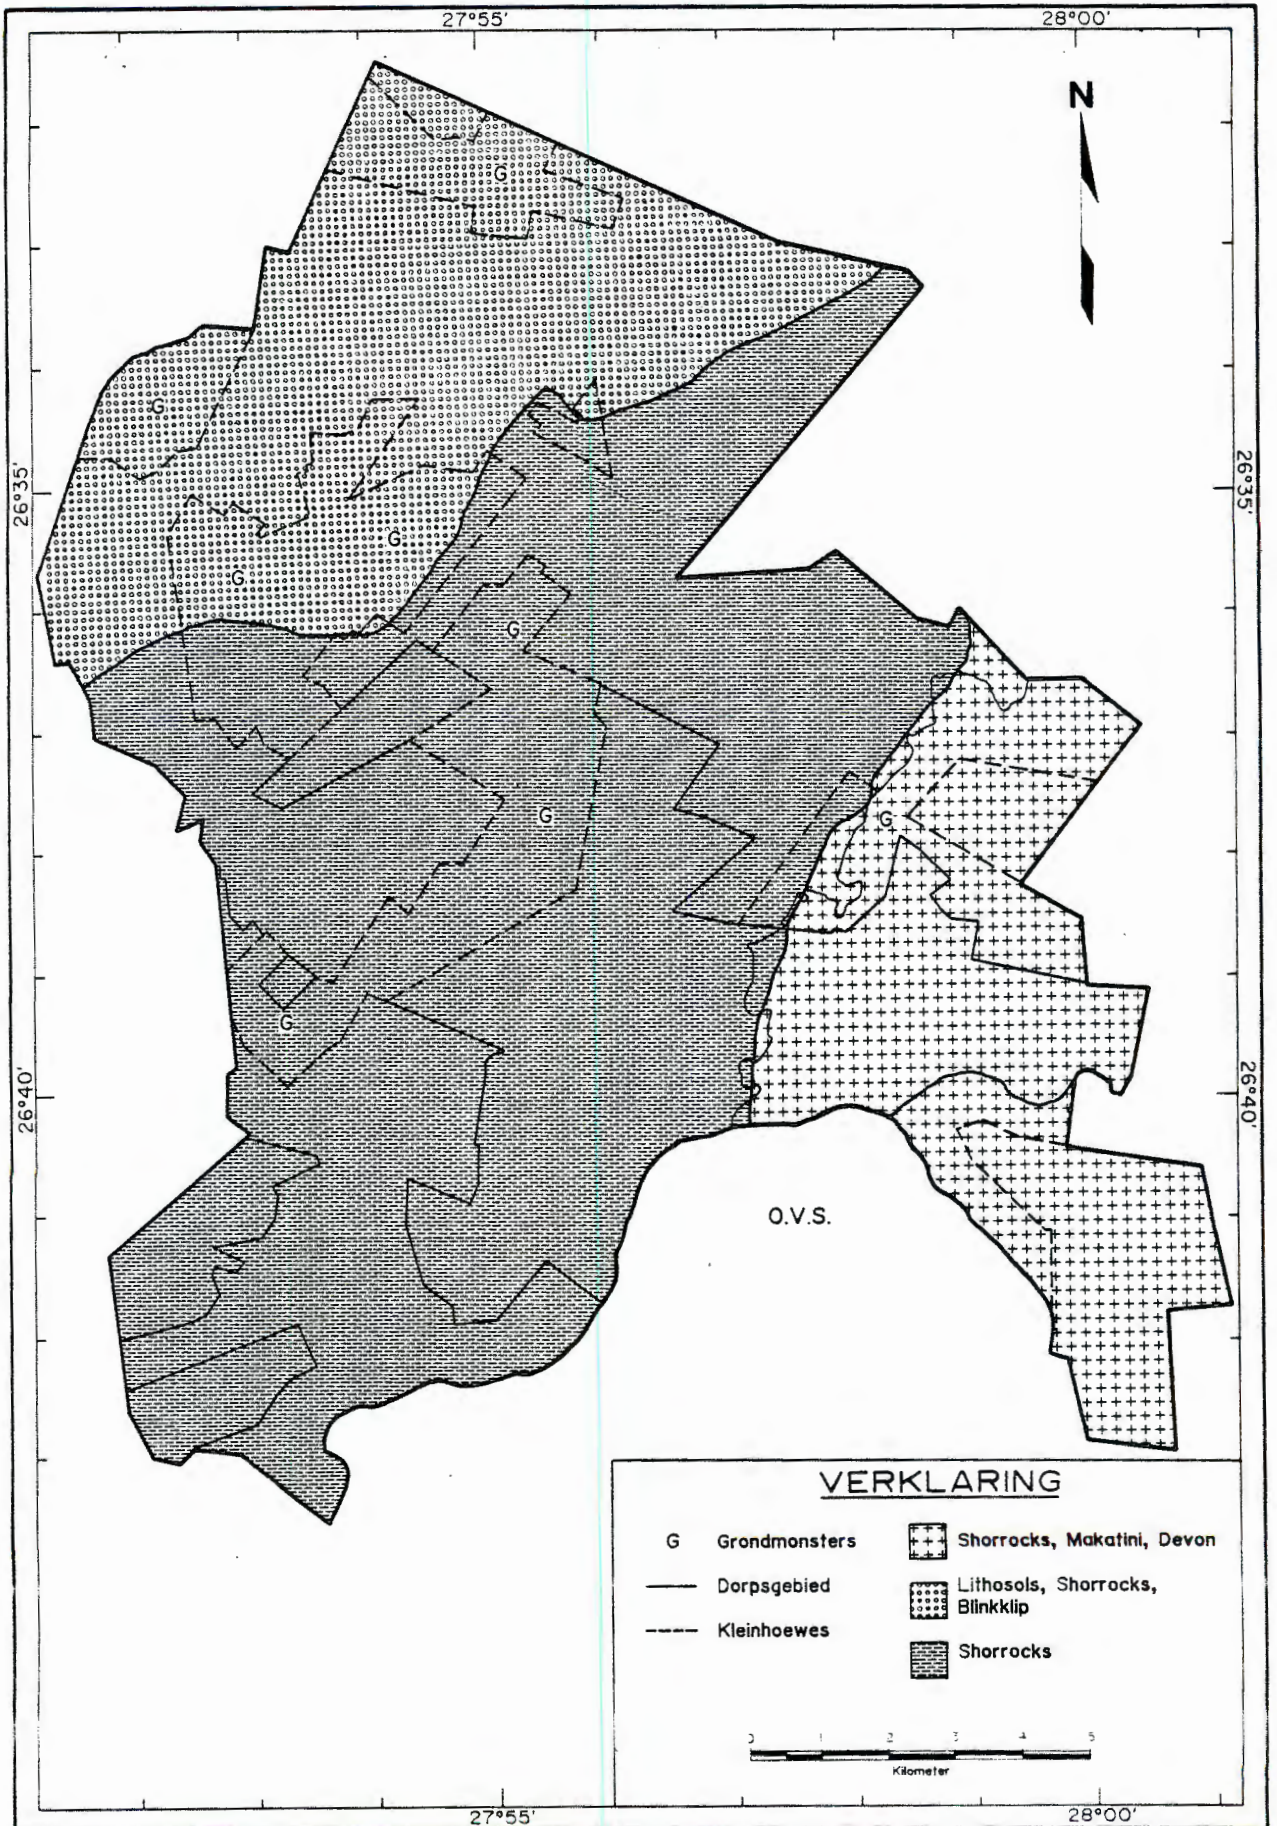 27°55'
28°00'
N
G
G
26°35'
26°35'
G
G
G
G
G
G
26°40'
26°40'
O.V.S.
VERKLARING
G Grondmonsters
Dorpsgebied
Kleinhoewes
Shorrocks, Makatini, Devon
Lithosols, Shorrocks,
Blinkklip
Shorrocks
0 1 2 3 4 5
Kilometer
27°55'
28°00'